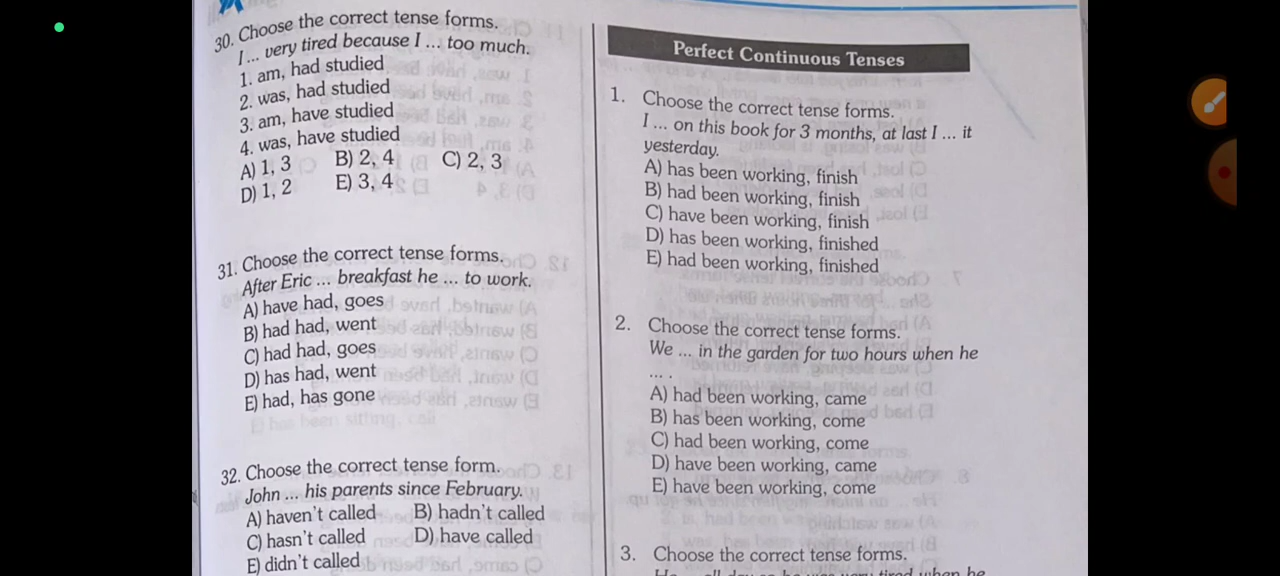 30. Choose the correct tense forms.
I ... very tired because I ... too much.
1. am, had studied
2. was, had studied
3. am, have studied
4. was, have studied
A) 1, 3 B) 2, 4 C) 2, 3
D) 1, 2 E) 3, 4
31. Choose the correct tense forms.
After Eric ... breakfast he ... to work.
A) have had, goes
B) had had, went
C) had had, goes
D) has had, went
E) had, has gone
32. Choose the correct tense form.
John ... his parents since February.
A) haven't called B) hadn't called
C) hasn't called D) have called
E) didn't called
Perfect Continuous Tenses
1. Choose the correct tense forms.
I ... on this book for 3 months, at last I ... it
yesterday.
A) has been working, finish
B) had been working, finish
C) have been working, finish
D) has been working, finished
E) had been working, finished
2. Choose the correct tense forms.
We ... in the garden for two hours when he
... .
A) had been working, came
B) has been working, come
C) had been working, come
D) have been working, came
E) have been working, come
3. Choose the correct tense forms.